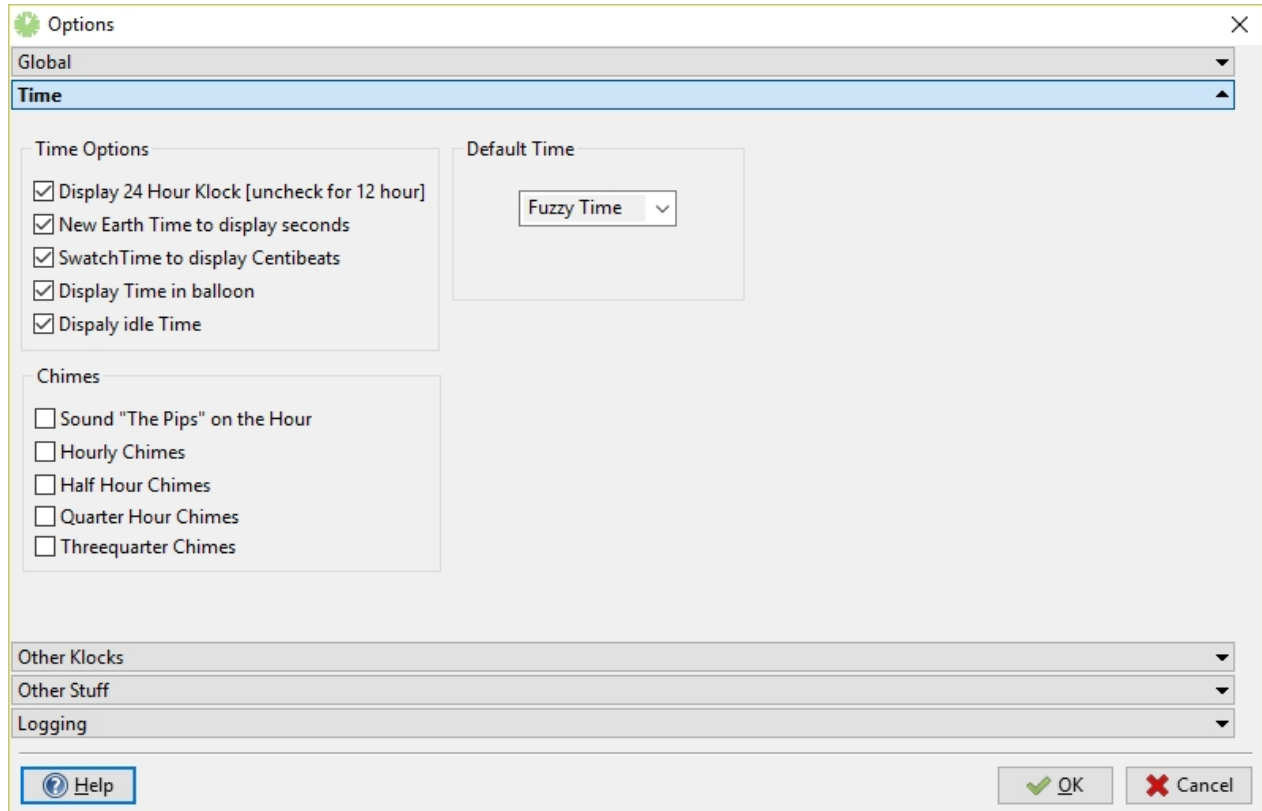 Options
Global
Time
Time Options
Display 24 Hour Klock [uncheck for 12 hour]
New Earth Time to display seconds
SwatchTime to display Centibeats
Display Time in balloon
Dispaly idle Time
Default Time
Fuzzy Time
Chimes
Sound "The Pips" on the Hour
Hourly Chimes
Half Hour Chimes
Quarter Hour Chimes
Threequarter Chimes
Other Klocks
Other Stuff
Logging
Help
OK
Cancel